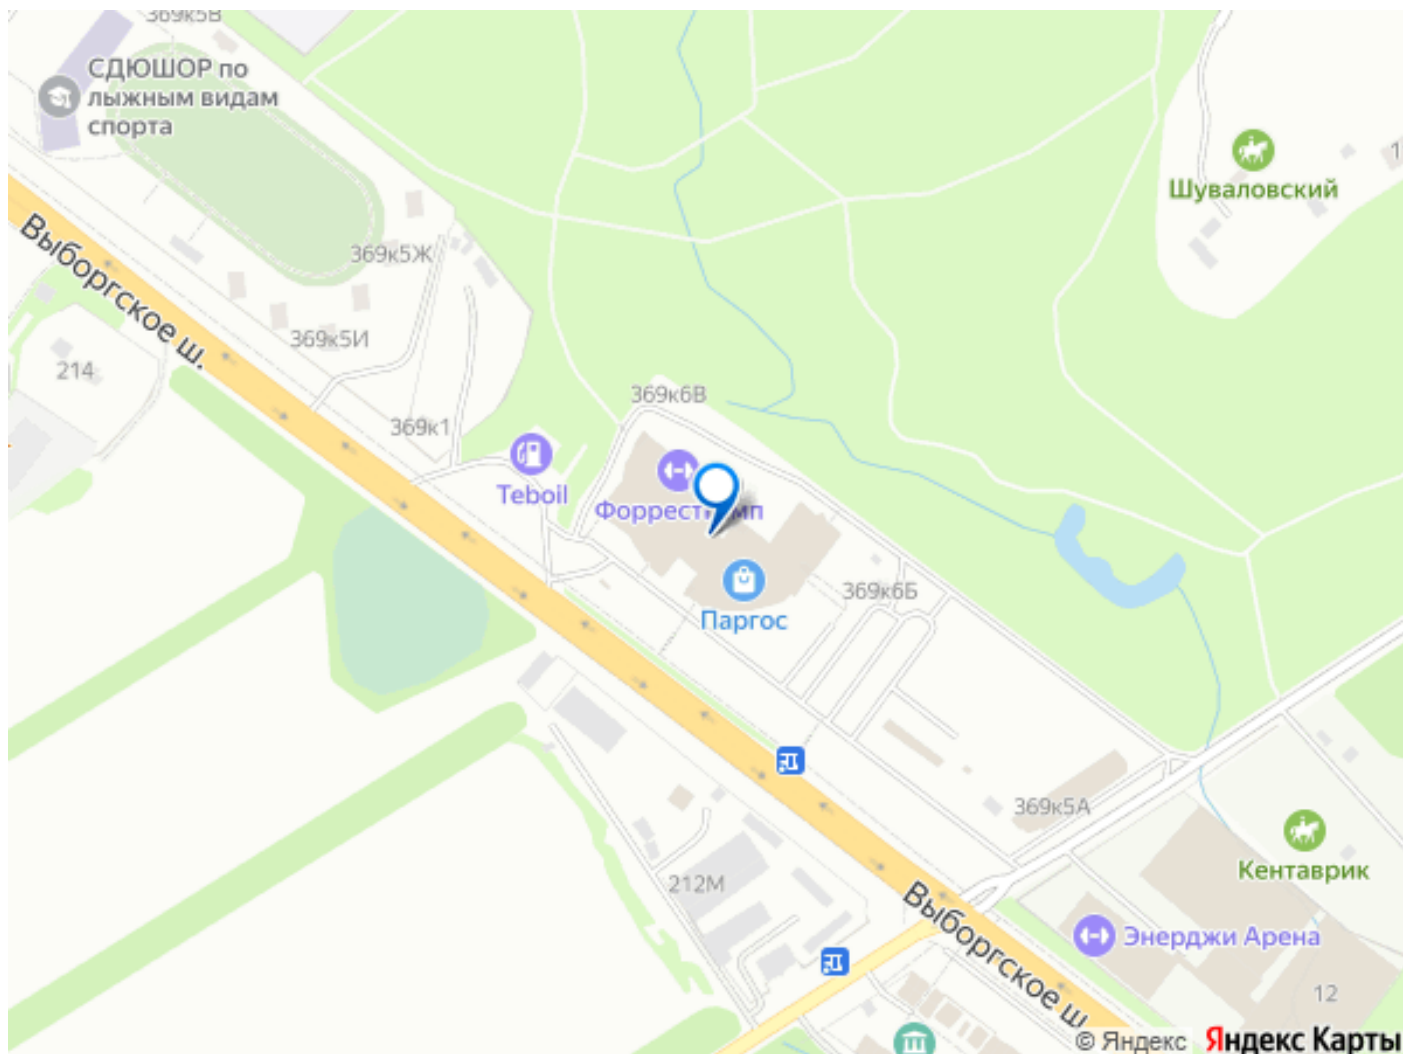 369к5В
СДЮШОР по
лыжным видам
спорта
Шуваловский
Выборгское ш.
369к5Ж
369к5И
214
369к6В
369к1
Teboil
Паргос
369к6Б
369к5А
212М
Кентаврик
Выборгское ш.
Энерджи Арена
12
© Яндекс Яндекс Карты